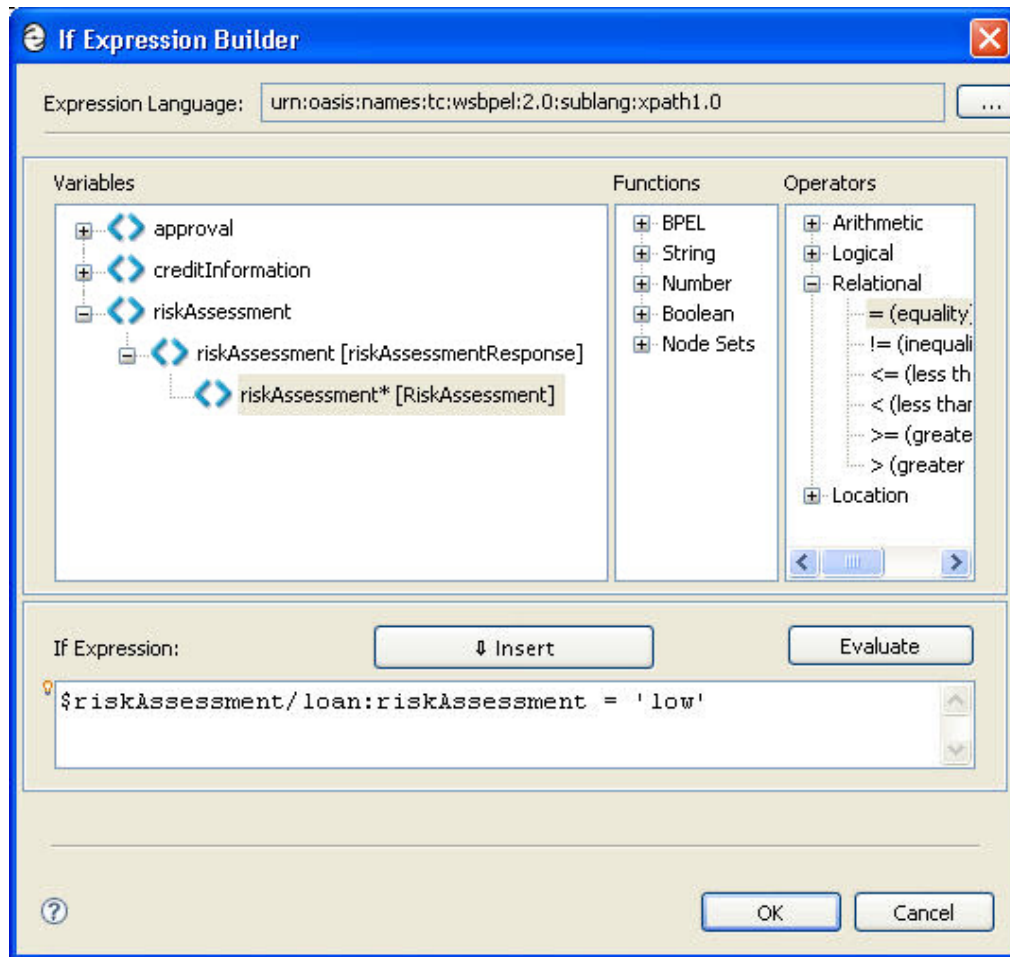 If Expression Builder
Expression Language: urn:oasis:names:tc:wsbpel:2.0:sublang:xpath1.0 ...
Variables Functions Operators
approval
creditInformation
riskAssessment
riskAssessment [riskAssessmentResponse]
riskAssessment* [RiskAssessment]
BPEL
String
Number
Boolean
Node Sets
Arithmetic
Logical
Relational
= (equality)
!= (inequali
<= (less th
< (less than
>= (greate
> (greater
Location
If Expression: ⇩ Insert Evaluate
$riskAssessment/loan:riskAssessment = 'low'
? OK Cancel